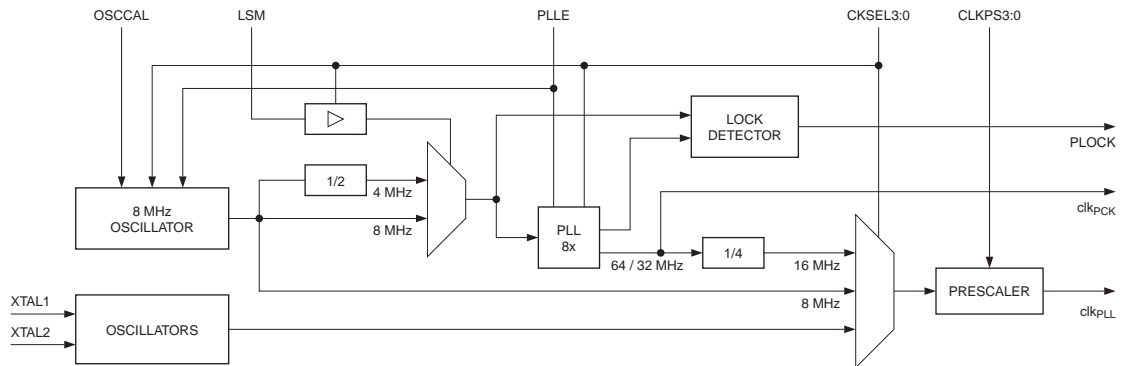 OSCCAL
LSM
PLLE
CKSEL3:0
CLKPS3:0
LOCK
DETECTOR
PLOCK
1/2
4 MHz
8 MHz
OSCILLATOR
8 MHz
clkPCK
PLL
8x
64 / 32 MHz
1/4
16 MHz
8 MHz
PRESCALER
clkPLL
XTAL1
XTAL2
OSCILLATORS